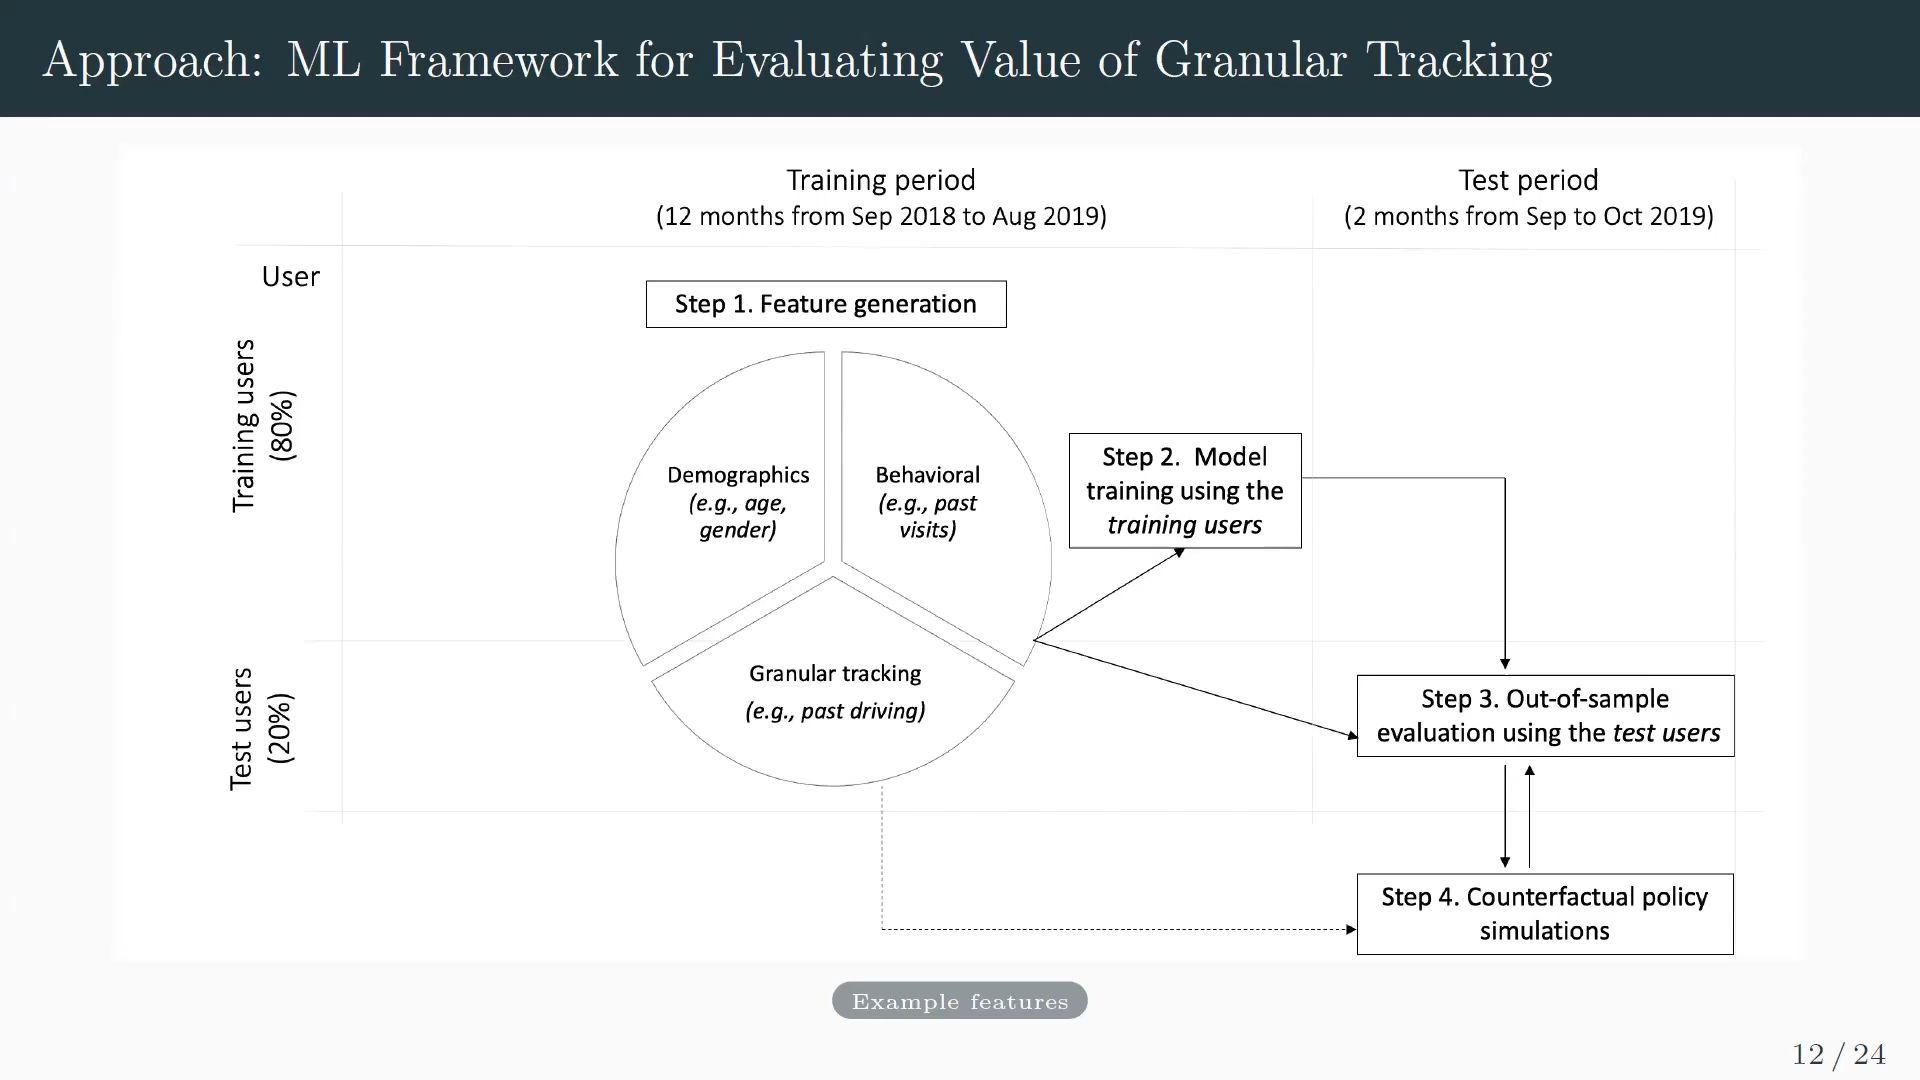 Approach: ML Framework for Evaluating Value of Granular Tracking
Training period
(12 months from Sep 2018 to Aug 2019)
Test period
(2 months from Sep to Oct 2019)
User
Training users
(80%)
Test users
(20%)
Step 1. Feature generation
Demographics
(e.g., age,
gender)
Behavioral
(e.g., past
visits)
Granular tracking
(e.g., past driving)
Step 2. Model
training using the
training users
Step 3. Out-of-sample
evaluation using the test users
Step 4. Counterfactual policy
simulations
Example features
12 / 24